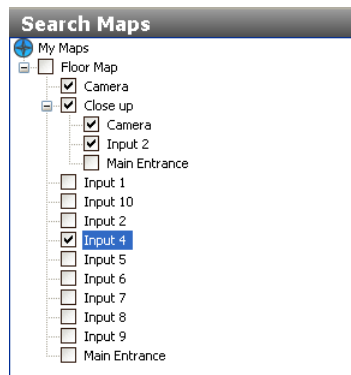 Search Maps
My Maps
Floor Map
Camera
Close up
Camera
Input 2
Main Entrance
Input 1
Input 10
Input 2
Input 4
Input 5
Input 6
Input 7
Input 8
Input 9
Main Entrance